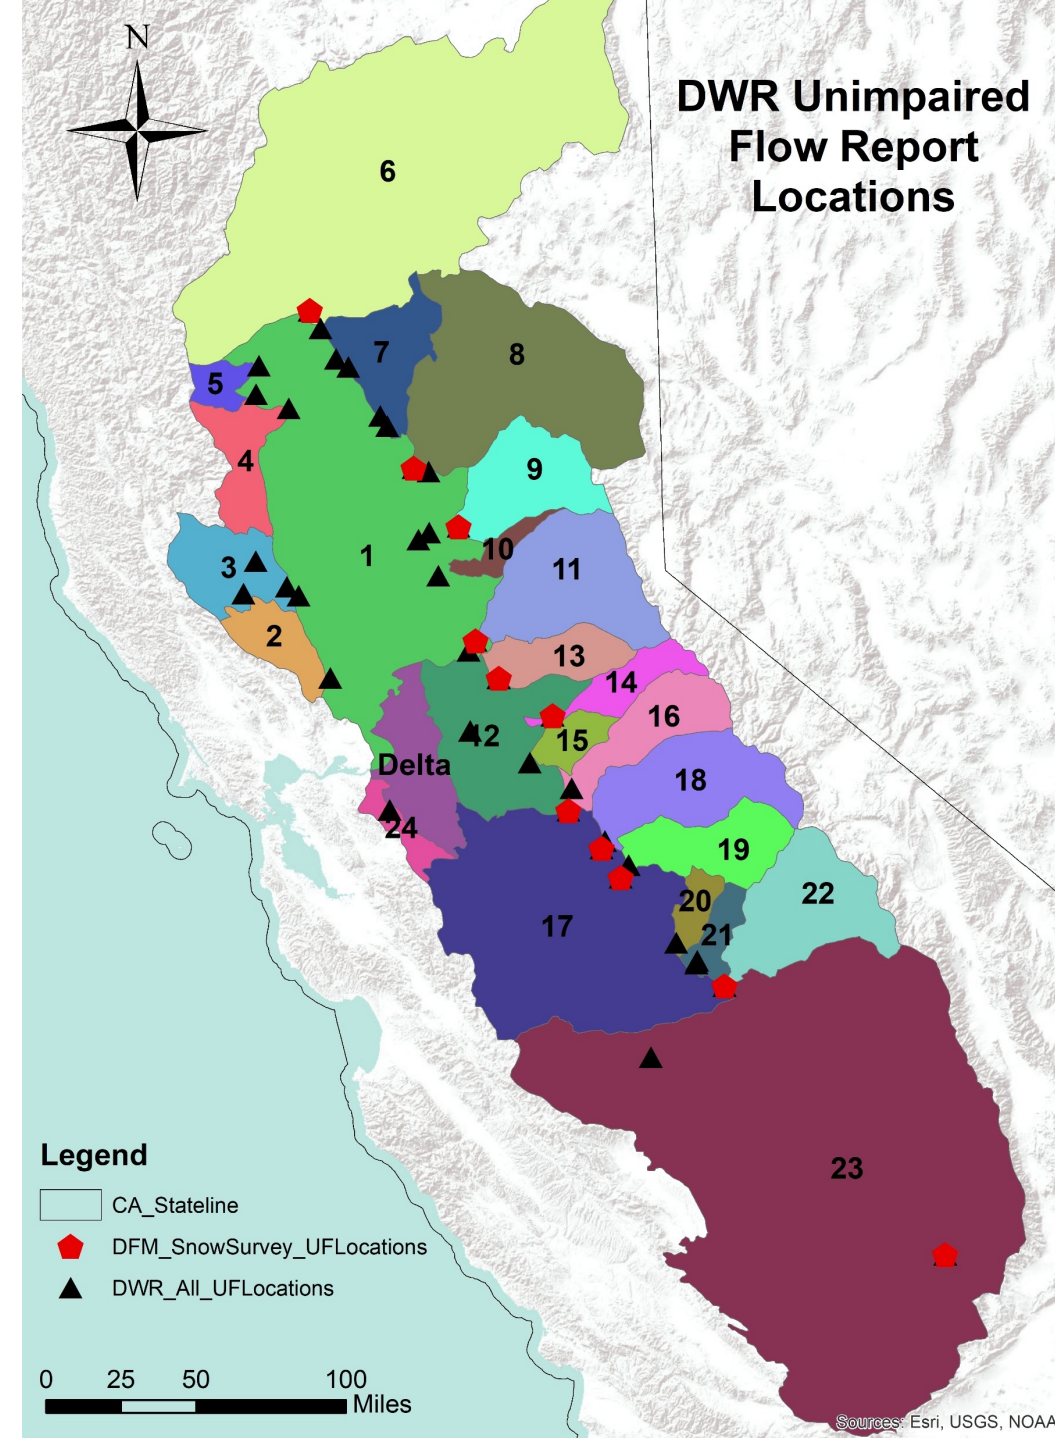 N
DWR Unimpaired
Flow Report
Locations
6
7
8
5
4
9
1
10
3
11
2
13
14
16
12
15
Delta
18
24
19
20
22
17
21
23
Legend
CA_Stateline
DFM_SnowSurvey_UFLocations
DWR_All_UFLocations
0 25 50 100
Miles
Sources: Esri, USGS, NOAA